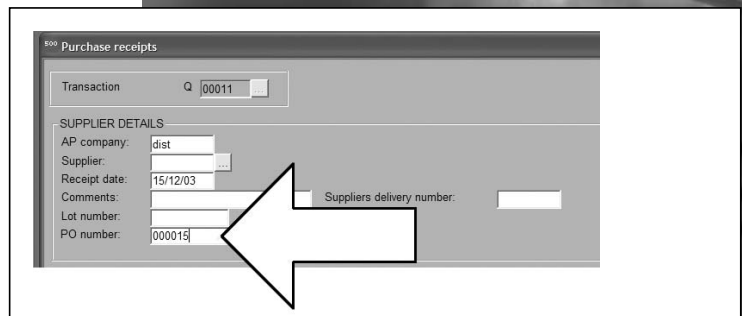 500 Purchase receipts
Transaction Q 00011 ...
SUPPLIER DETAILS
AP company: dist
Supplier: ...
Receipt date: 15/12/03
Comments: Suppliers delivery number:
Lot number:
PO number: 000015